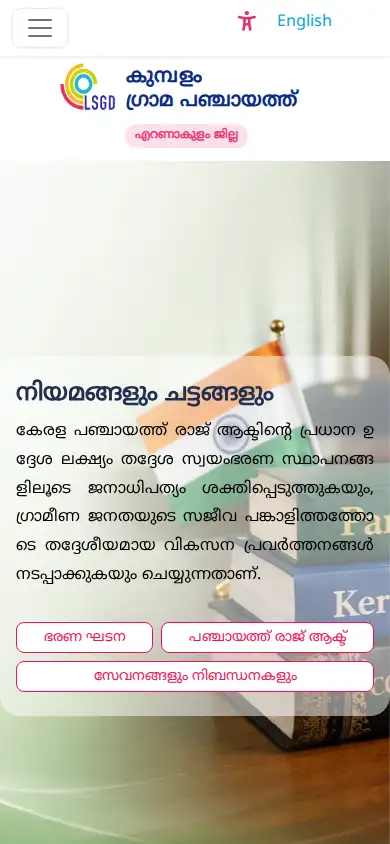 English
LSGD
കുമ്പളം
ഗ്രാമ പഞ്ചായത്ത്
എറണാകുളം ജില്ല
നിയമങ്ങളും ചട്ടങ്ങളും
കേരള പഞ്ചായത്ത് രാജ് ആക്ടിന്റെ പ്രധാന ഉ
ദ്ദേശ ലക്ഷ്യം തദ്ദേശ സ്വയംഭരണ സ്ഥാപനങ്ങ
ളിലൂടെ ജനാധിപത്യം ശക്തിപ്പെടുത്തുകയും,
ഗ്രാമീണ ജനതയുടെ സജീവ പങ്കാളിത്തത്തോ
ടെ തദ്ദേശീയമായ വികസന പ്രവർത്തനങ്ങൾ
നടപ്പാക്കുകയും ചെയ്യുന്നതാണ്.
Ker
ഭരണ ഘടന
പഞ്ചായത്ത് രാജ് ആക്ട്
സേവനങ്ങളും നിബന്ധനകളും